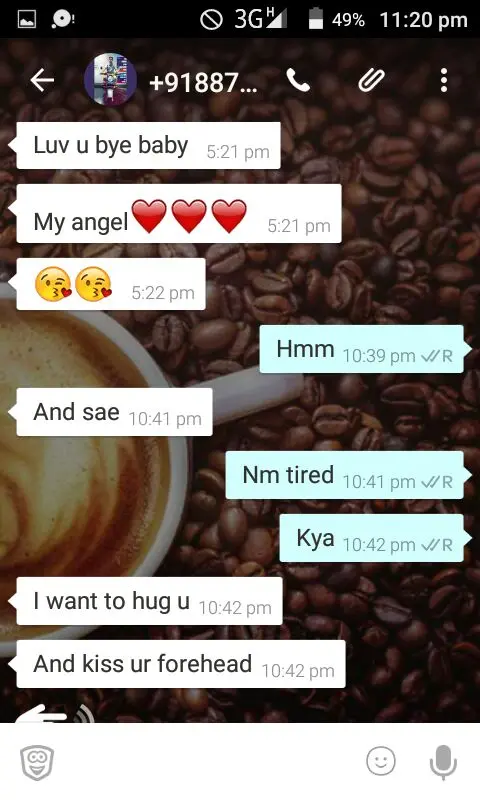 3G H 49% 11:20 pm
+91887...
Luv u bye baby 5:21 pm
My angel❤️❤️❤️ 5:21 pm
😘😘 5:22 pm
Hmm 10:39 pm ✓✓R
And sae 10:41 pm
Nm tired 10:41 pm ✓✓R
Kya 10:42 pm ✓✓R
I want to hug u 10:42 pm
And kiss ur forehead 10:42 pm